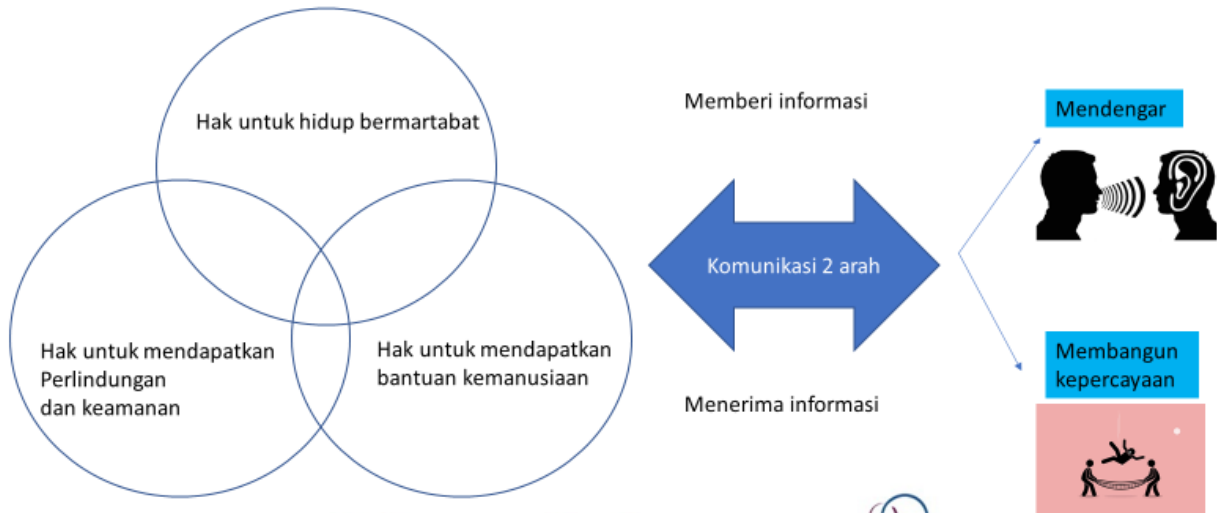 Hak untuk hidup bermartabat
Hak untuk mendapatkan
Perlindungan
dan keamanan
Hak untuk mendapatkan
bantuan kemanusiaan
Memberi informasi
Komunikasi 2 arah
Menerima informasi
Mendengar
Membangun
kepercayaan